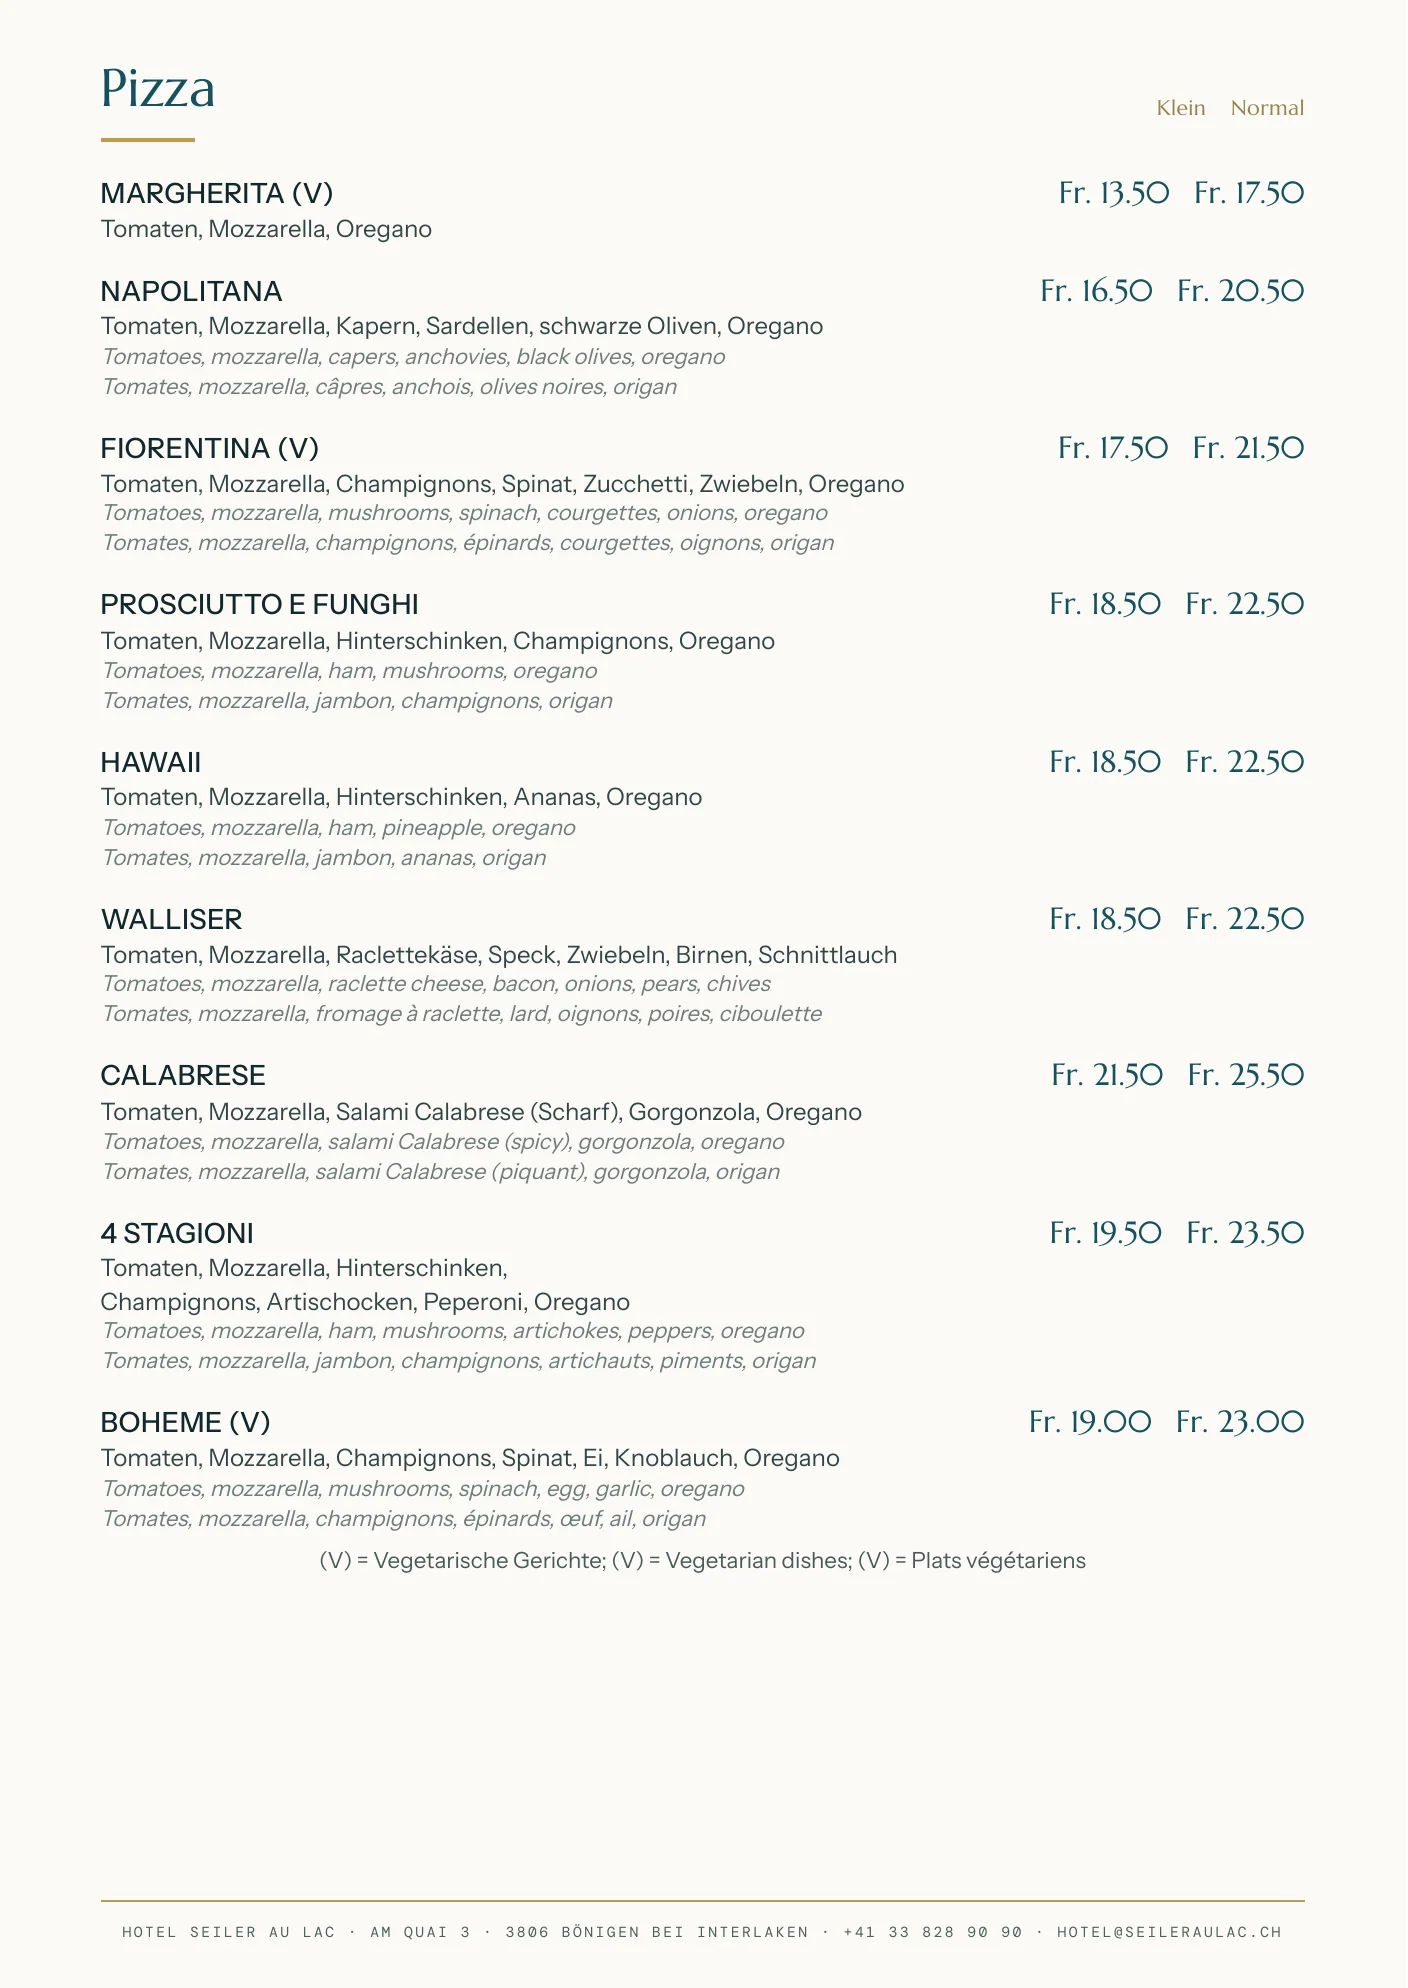 Pizza
Klein Normal
MARGHERITA (V) Fr. 13.50 Fr. 17.50
Tomaten, Mozzarella, Oregano
NAPOLITANA Fr. 16.50 Fr. 20.50
Tomaten, Mozzarella, Kapern, Sardellen, schwarze Oliven, Oregano
Tomatoes, mozzarella, capers, anchovies, black olives, oregano
Tomates, mozzarella, câpres, anchois, olives noires, origan
FIORENTINA (V) Fr. 17.50 Fr. 21.50
Tomaten, Mozzarella, Champignons, Spinat, Zucchetti, Zwiebeln, Oregano
Tomatoes, mozzarella, mushrooms, spinach, courgettes, onions, oregano
Tomates, mozzarella, champignons, épinards, courgettes, oignons, origan
PROSCIUTTO E FUNGHI Fr. 18.50 Fr. 22.50
Tomaten, Mozzarella, Hinterschinken, Champignons, Oregano
Tomatoes, mozzarella, ham, mushrooms, oregano
Tomates, mozzarella, jambon, champignons, origan
HAWAII Fr. 18.50 Fr. 22.50
Tomaten, Mozzarella, Hinterschinken, Ananas, Oregano
Tomatoes, mozzarella, ham, pineapple, oregano
Tomates, mozzarella, jambon, ananas, origan
WALLISER Fr. 18.50 Fr. 22.50
Tomaten, Mozzarella, Raclettekäse, Speck, Zwiebeln, Birnen, Schnittlauch
Tomatoes, mozzarella, raclette cheese, bacon, onions, pears, chives
Tomates, mozzarella, fromage à raclette, lard, oignons, poires, ciboulette
CALABRESE Fr. 21.50 Fr. 25.50
Tomaten, Mozzarella, Salami Calabrese (Scharf), Gorgonzola, Oregano
Tomatoes, mozzarella, salami Calabrese (spicy), gorgonzola, oregano
Tomates, mozzarella, salami Calabrese (piquant), gorgonzola, origan
4 STAGIONI Fr. 19.50 Fr. 23.50
Tomaten, Mozzarella, Hinterschinken,
Champignons, Artischocken, Peperoni, Oregano
Tomatoes, mozzarella, ham, mushrooms, artichokes, peppers, oregano
Tomates, mozzarella, jambon, champignons, artichauts, piments, origan
BOHEME (V) Fr. 19.00 Fr. 23.00
Tomaten, Mozzarella, Champignons, Spinat, Ei, Knoblauch, Oregano
Tomatoes, mozzarella, mushrooms, spinach, egg, garlic, oregano
Tomates, mozzarella, champignons, épinards, œuf, ail, origan
(V) = Vegetarische Gerichte; (V) = Vegetarian dishes; (V) = Plats végétariens
HOTEL SEILER AU LAC · AM QUAI 3 · 3806 BÖNIGEN BEI INTERLAKEN · +41 33 828 90 90 · HOTEL@SEILERAULAC.CH